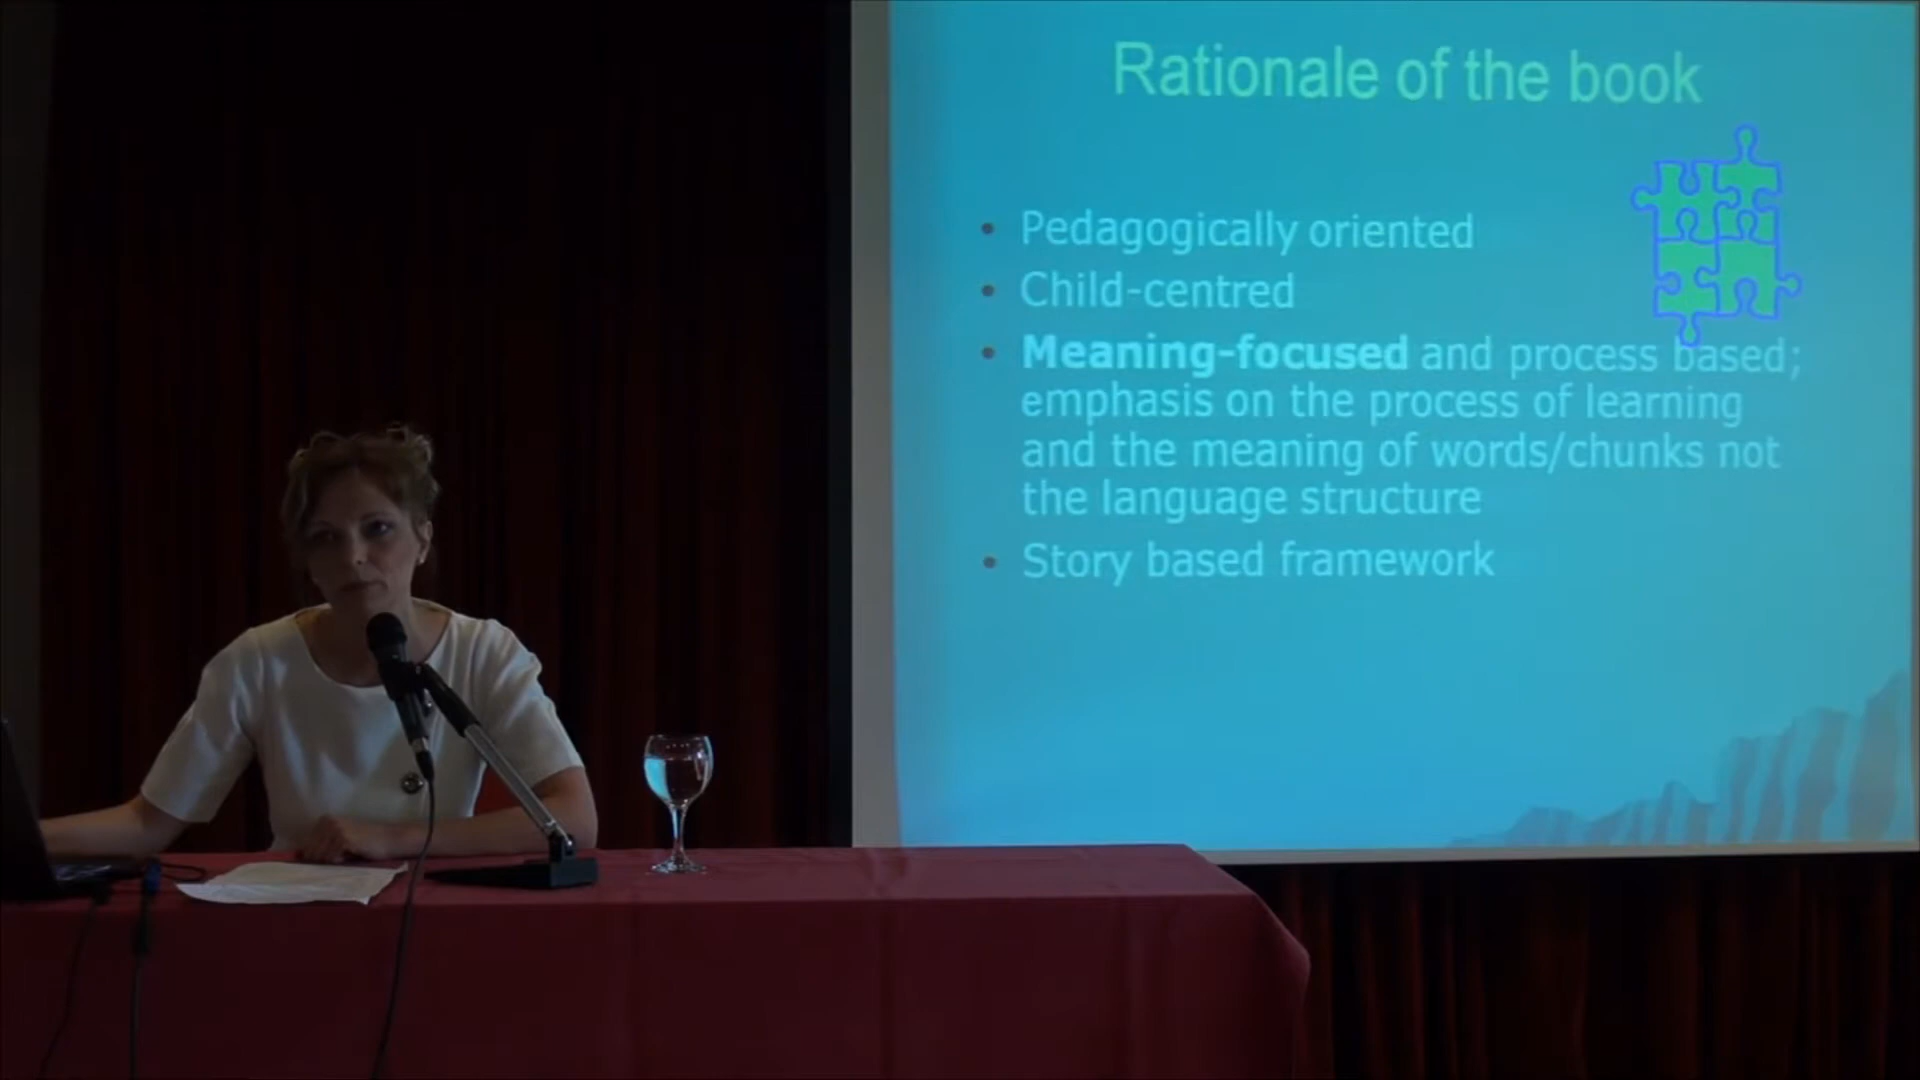 Rationale of the book
• Pedagogically oriented
• Child-centred
• Meaning-focused and process based;
emphasis on the process of learning
and the meaning of words/chunks not
the language structure
• Story based framework